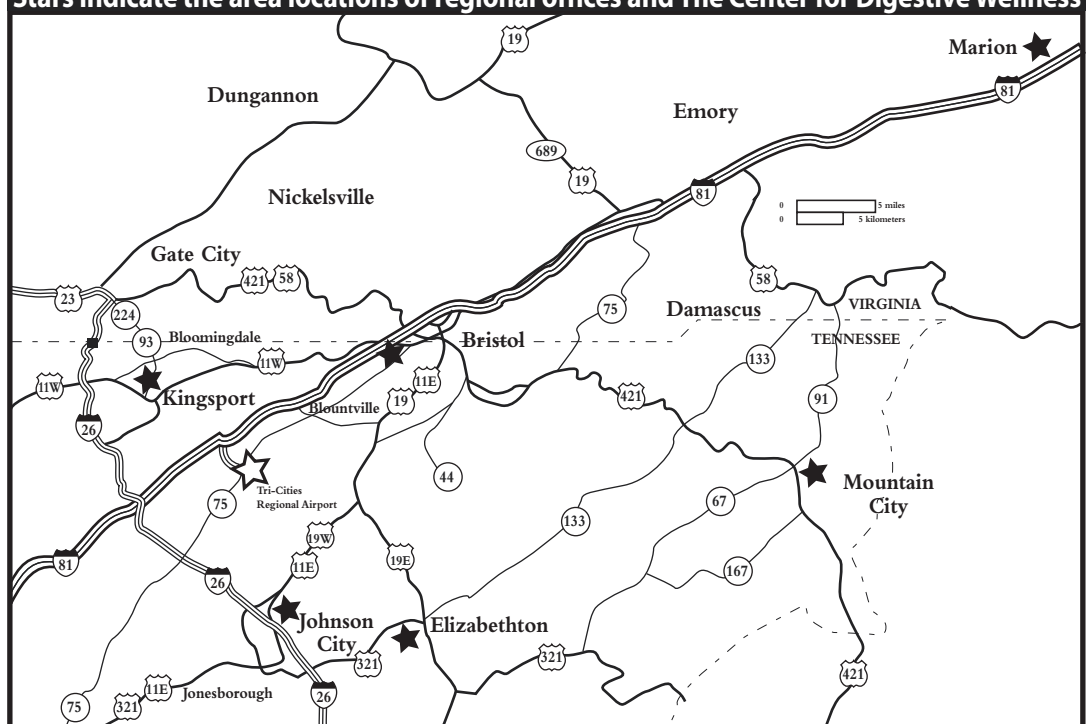 Stars indicate the area locations of regional offices and The Center for Digestive Wellness
19
Marion
81
Dungannon
Emory
689
19
81
Nickelsville
0 5 miles
0 5 kilometers
Gate City
421
58
58
23
224
75
Damascus
VIRGINIA
93
Bloomingdale
Bristol
TENNESSEE
11W
133
11W
11E
Kingsport
19
421
91
Blountville
26
44
Mountain
City
Tri-Cities
Regional Airport
75
67
133
19W
81
11E
19E
167
26
Johnson
City
Elizabethton
321
321
421
Jonesborough
11E
26
75
321